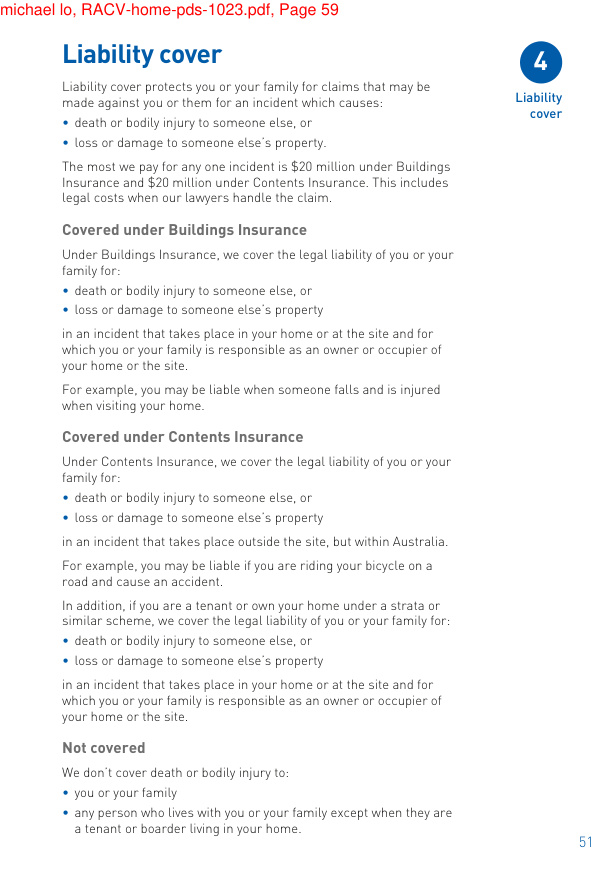 michael lo, RACV-home-pds-1023.pdf, Page 59
Liability cover
4
Liability
cover
Liability cover protects you or your family for claims that may be
made against you or them for an incident which causes:
• death or bodily injury to someone else, or
• loss or damage to someone else's property.
The most we pay for any one incident is $20 million under Buildings
Insurance and $20 million under Contents Insurance. This includes
legal costs when our lawyers handle the claim.
Covered under Buildings Insurance
Under Buildings Insurance, we cover the legal liability of you or your
family for:
• death or bodily injury to someone else, or
• loss or damage to someone else's property
in an incident that takes place in your home or at the site and for
which you or your family is responsible as an owner or occupier of
your home or the site.
For example, you may be liable when someone falls and is injured
when visiting your home.
Covered under Contents Insurance
Under Contents Insurance, we cover the legal liability of you or your
family for:
• death or bodily injury to someone else, or
• loss or damage to someone else's property
in an incident that takes place outside the site, but within Australia.
For example, you may be liable if you are riding your bicycle on a
road and cause an accident.
In addition, if you are a tenant or own your home under a strata or
similar scheme, we cover the legal liability of you or your family for:
• death or bodily injury to someone else, or
• loss or damage to someone else's property
in an incident that takes place in your home or at the site and for
which you or your family is responsible as an owner or occupier of
your home or the site.
Not covered
We don't cover death or bodily injury to:
• you or your family
• any person who lives with you or your family except when they are
a tenant or boarder living in your home.
51